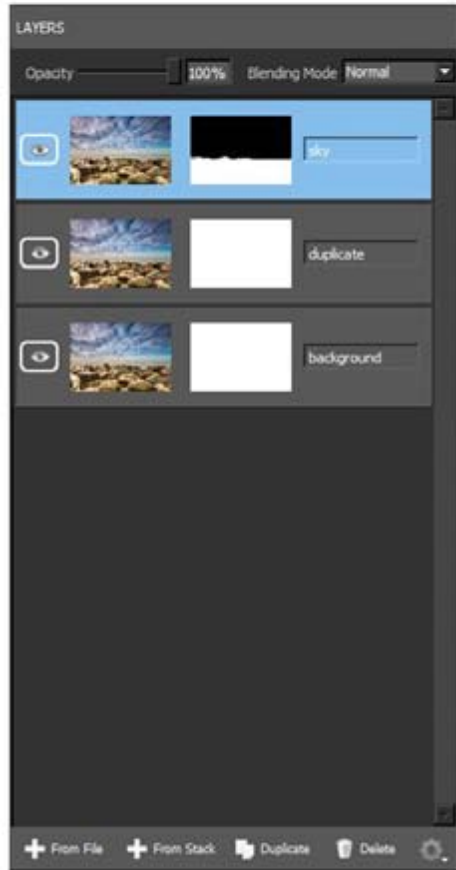 LAYERS
Opacity 100% Blending Mode Normal
sky
duplicate
background
From File From Stack Duplicate Delete